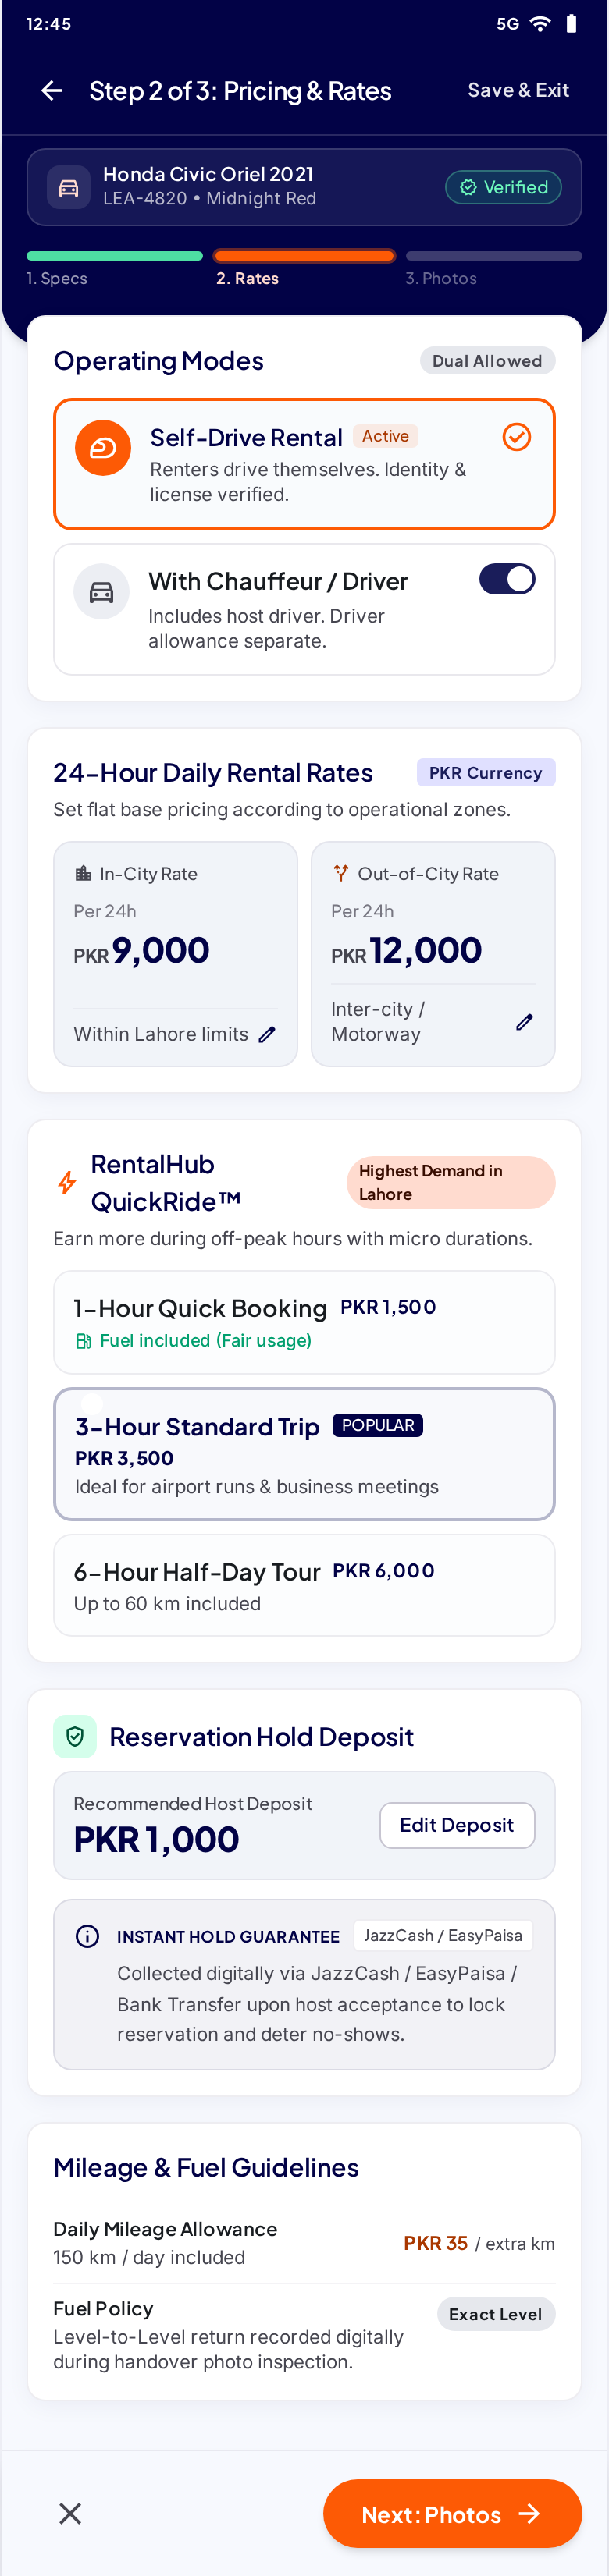 12:45
5G
Step 2 of 3: Pricing & Rates
Save & Exit
Honda Civic Oriel 2021
LEA-4820 • Midnight Red
Verified
1. Specs
2. Rates
3. Photos
Operating Modes
Dual Allowed
Self-Drive Rental
Active
Renters drive themselves. Identity &
license verified.
With Chauffeur / Driver
Includes host driver. Driver
allowance separate.
24-Hour Daily Rental Rates
PKR Currency
Set flat base pricing according to operational zones.
In-City Rate
Per 24h
PKR 9,000
Within Lahore limits
Out-of-City Rate
Per 24h
PKR 12,000
Inter-city /
Motorway
RentalHub
QuickRide™
Highest Demand in
Lahore
Earn more during off-peak hours with micro durations.
1-Hour Quick Booking PKR 1,500
Fuel included (Fair usage)
3-Hour Standard Trip POPULAR
PKR 3,500
Ideal for airport runs & business meetings
6-Hour Half-Day Tour PKR 6,000
Up to 60 km included
Reservation Hold Deposit
Recommended Host Deposit
PKR 1,000
Edit Deposit
INSTANT HOLD GUARANTEE
JazzCash / EasyPaisa
Collected digitally via JazzCash / EasyPaisa /
Bank Transfer upon host acceptance to lock
reservation and deter no-shows.
Mileage & Fuel Guidelines
Daily Mileage Allowance
150 km / day included
PKR 35 / extra km
Fuel Policy
Exact Level
Level-to-Level return recorded digitally
during handover photo inspection.
Next: Photos